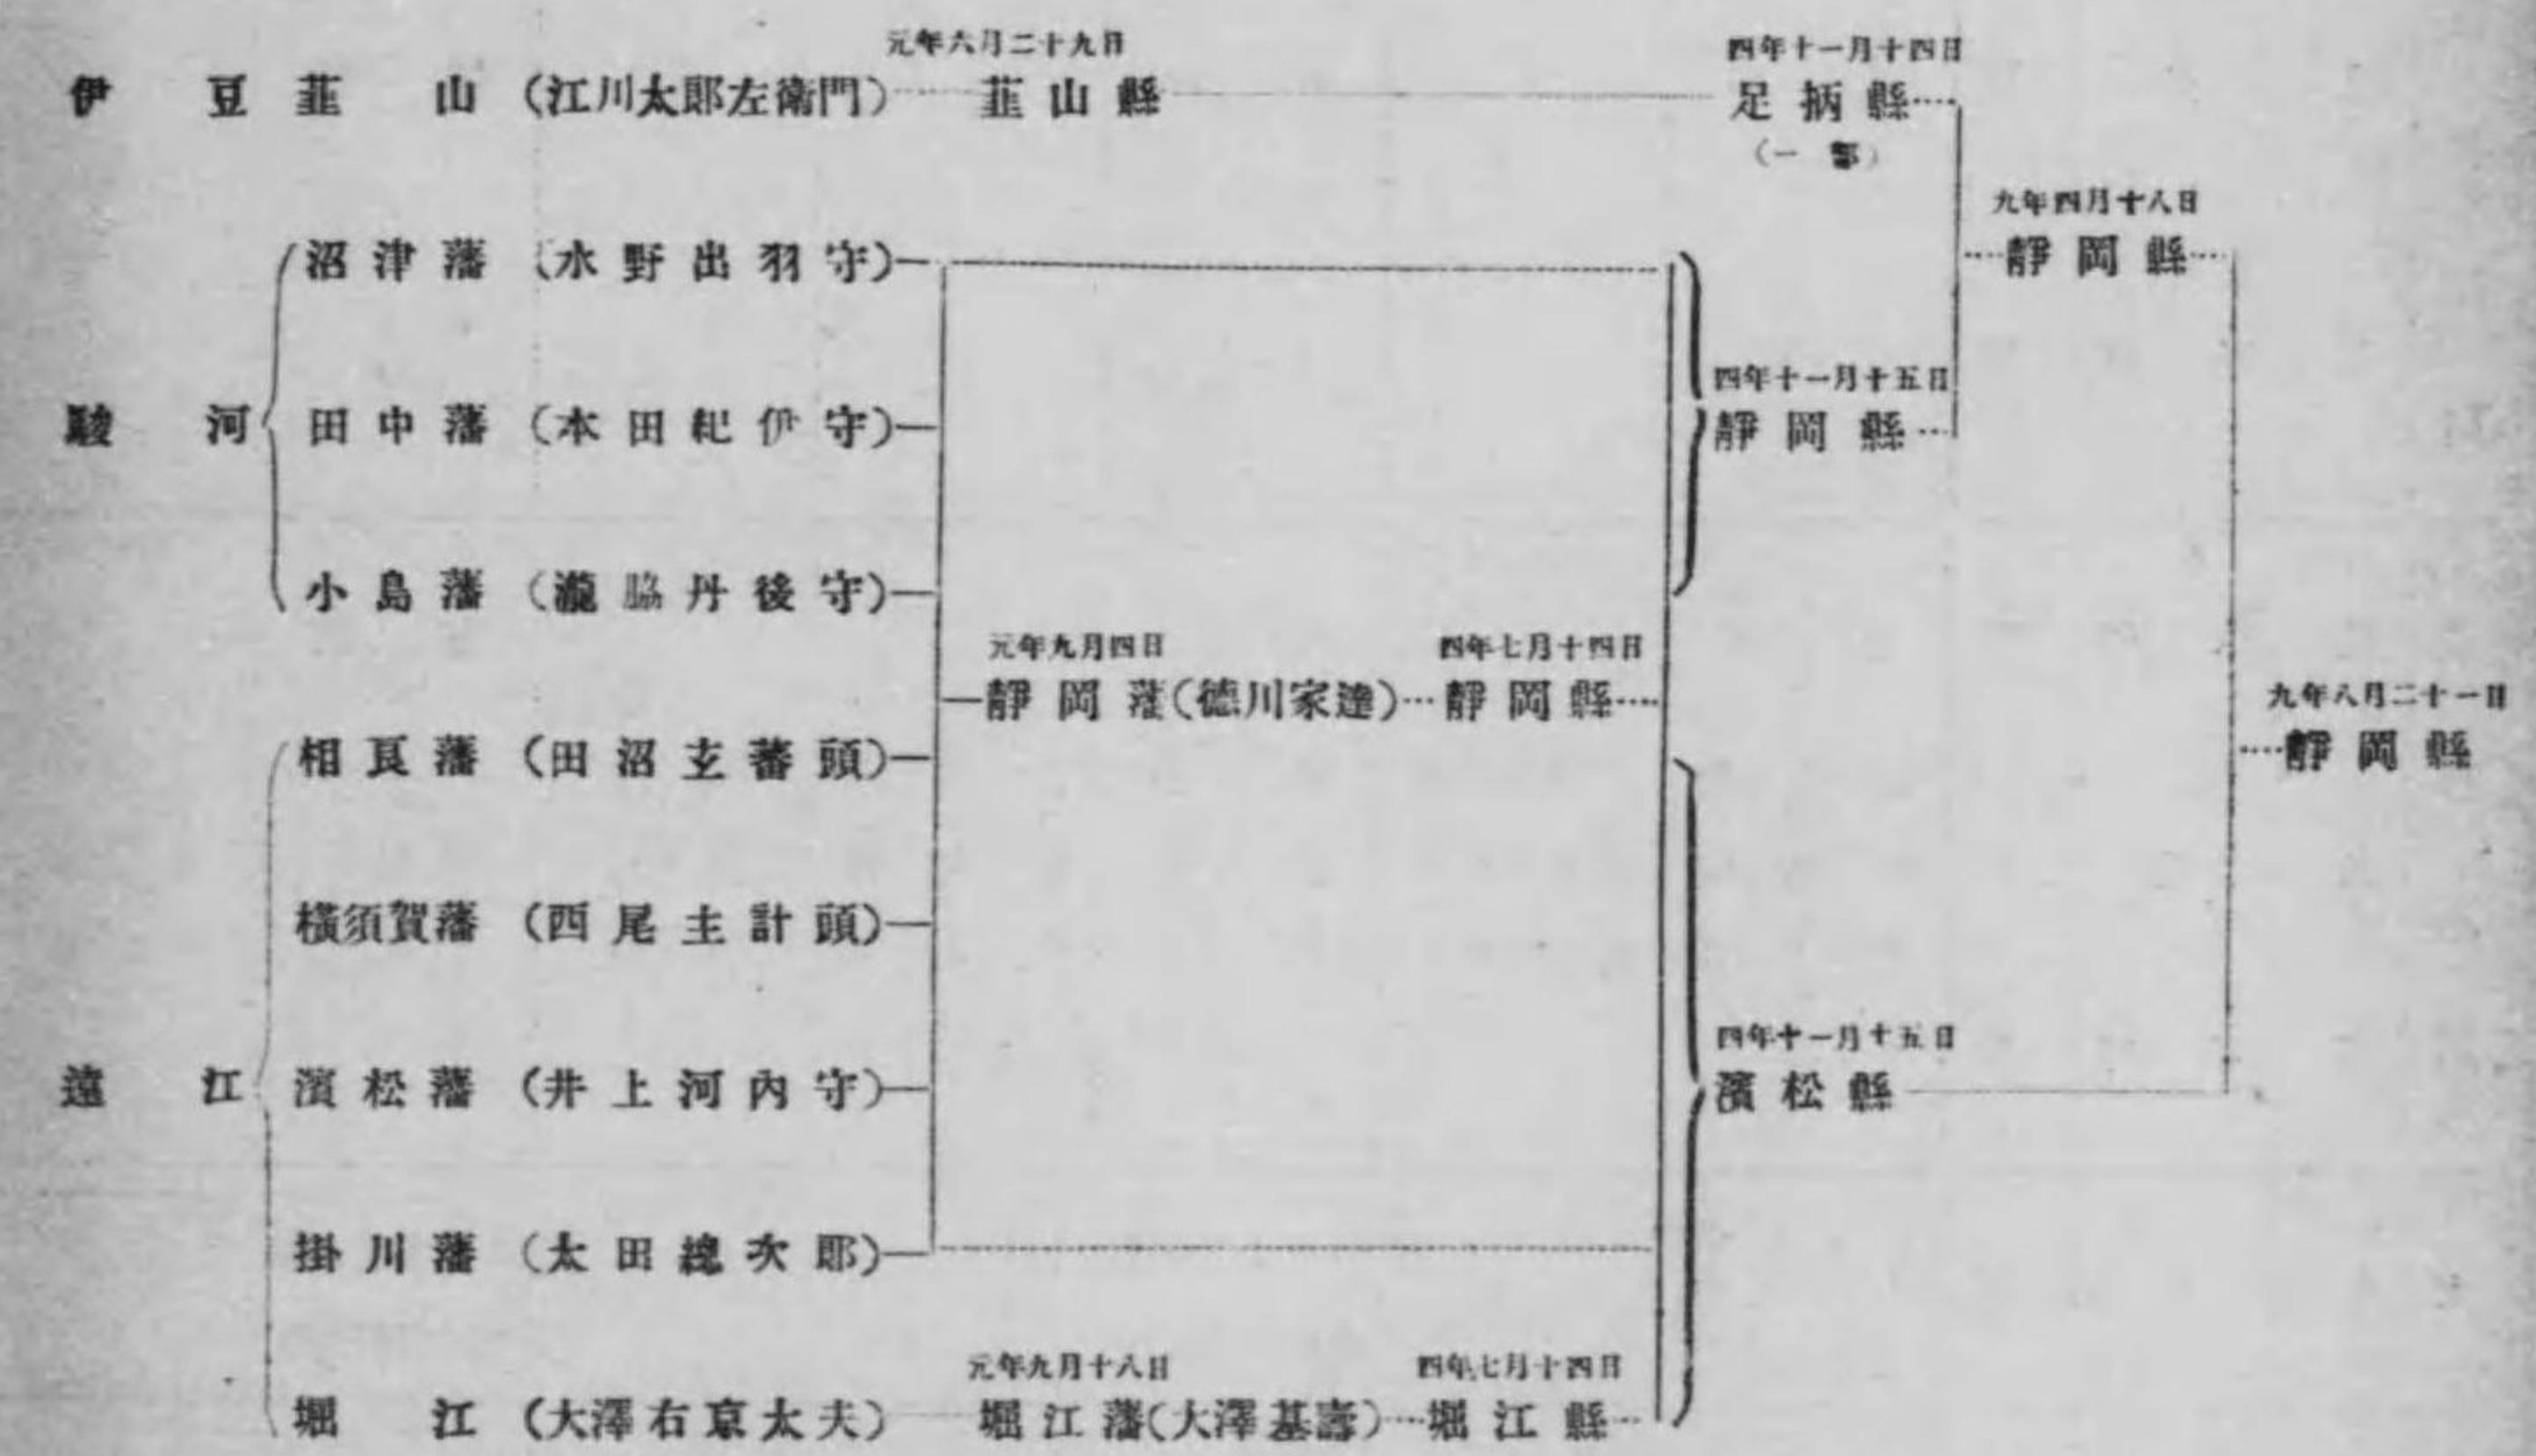 元年六月二十九日
四年十一月十四日
伊豆 韮山（江川太郎左衞門）韮山縣 足柄縣
（一部）
九年四月十八日
沼津藩（水野出羽守） 靜岡縣
四年十一月十五日
駿河 田中藩（本田紀伊守） 靜岡縣
小島藩（瀧脇丹後守）
元年九月四日 四年七月十四日
靜岡藩（德川家達） 靜岡縣
九年八月二十一日
相良藩（田沼玄蕃頭） 靜岡縣
橫須賀藩（西尾主計頭）
四年十一月十五日
遠江 濱松藩（井上河內守） 濱松縣
掛川藩（太田總次郎）
元年九月十八日 四年七月十四日
堀江（大澤右京太夫） 堀江藩（大澤基壽） 堀江縣